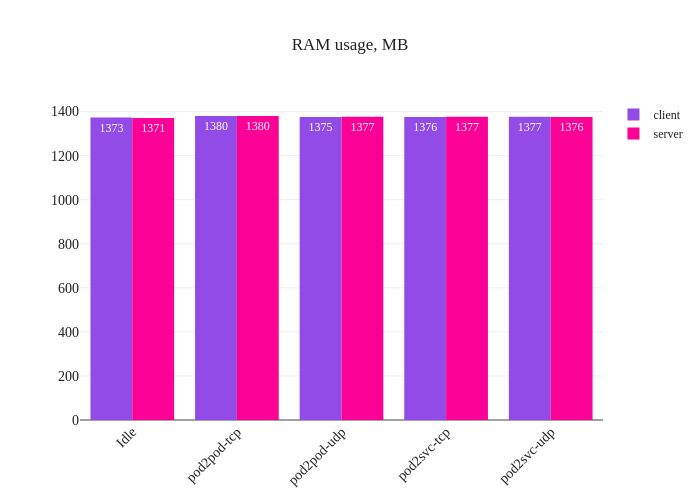 RAM usage, MB
1400
1200
1000
800
600
400
200
0
1373
1371
1380
1380
1375
1377
1376
1377
1377
1376
Idle
pod2pod-tcp
pod2pod-udp
pod2svc-tcp
pod2svc-udp
client
server